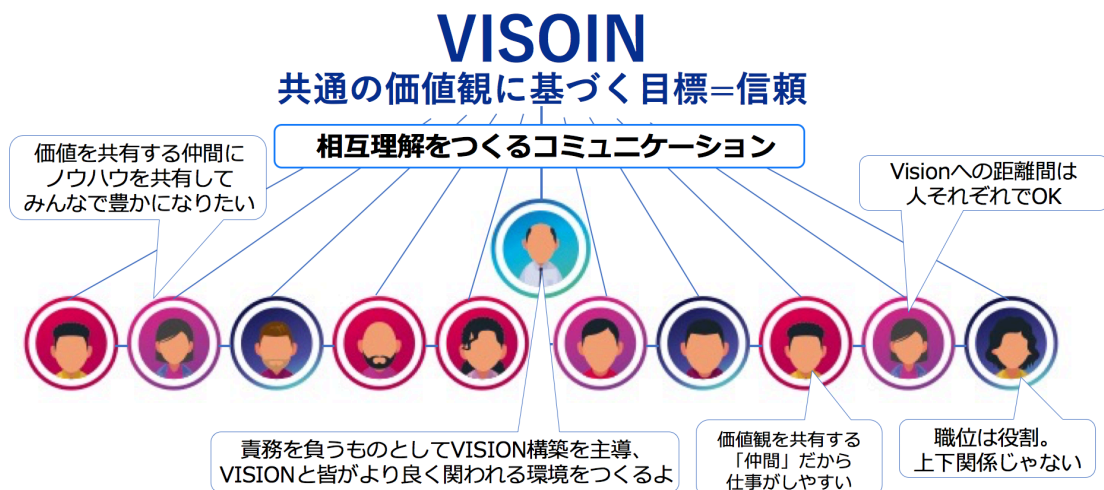 VISOIN
共通の価値観に基づく目標=信頼
相互理解をつくるコミュニケーション
価値を共有する仲間に
ノウハウを共有して
みんなで豊かになりたい
Visionへの距離間は
人それぞれでOK
責務を負うものとしてVISION構築を主導、
VISIONと皆がより良く関われる環境をつくるよ
価値観を共有する
「仲間」だから
仕事がしやすい
職位は役割。
上下関係じゃない